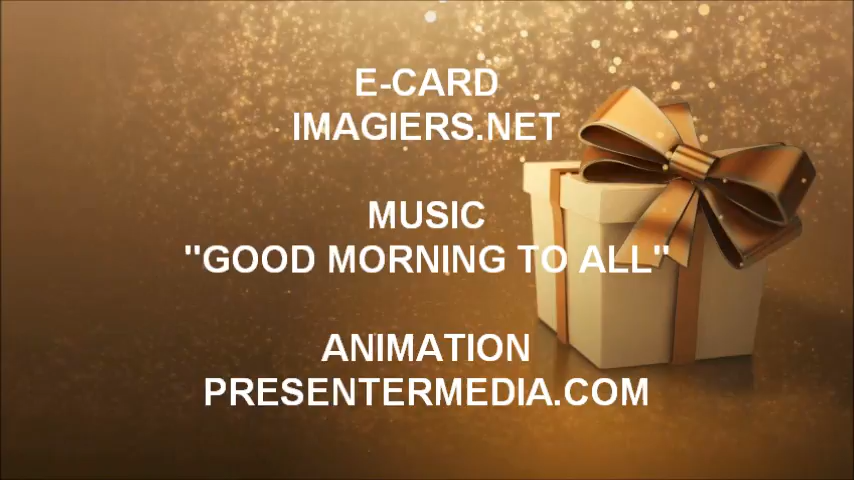 E-CARD
IMAGIERS.NET
MUSIC
"GOOD MORNING TO ALL"
ANIMATION
PRESENTERMEDIA.COM